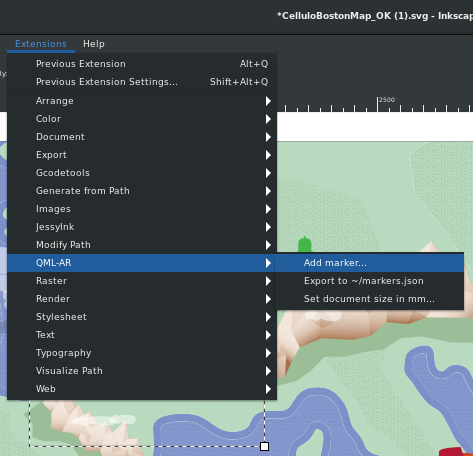 *CelluloBostonMap_OK (1).svg - Inkscap
Extensions Help
Previous Extension Alt+Q
Previous Extension Settings... Shift+Alt+Q
Arrange
Color
Document
Export
Gcodetools
Generate from Path
Images
JessyInk
Modify Path
QML-AR
Raster
Render
Stylesheet
Text
Typography
Visualize Path
Web
2500
Add marker...
Export to ~/markers.json
Set document size in mm...